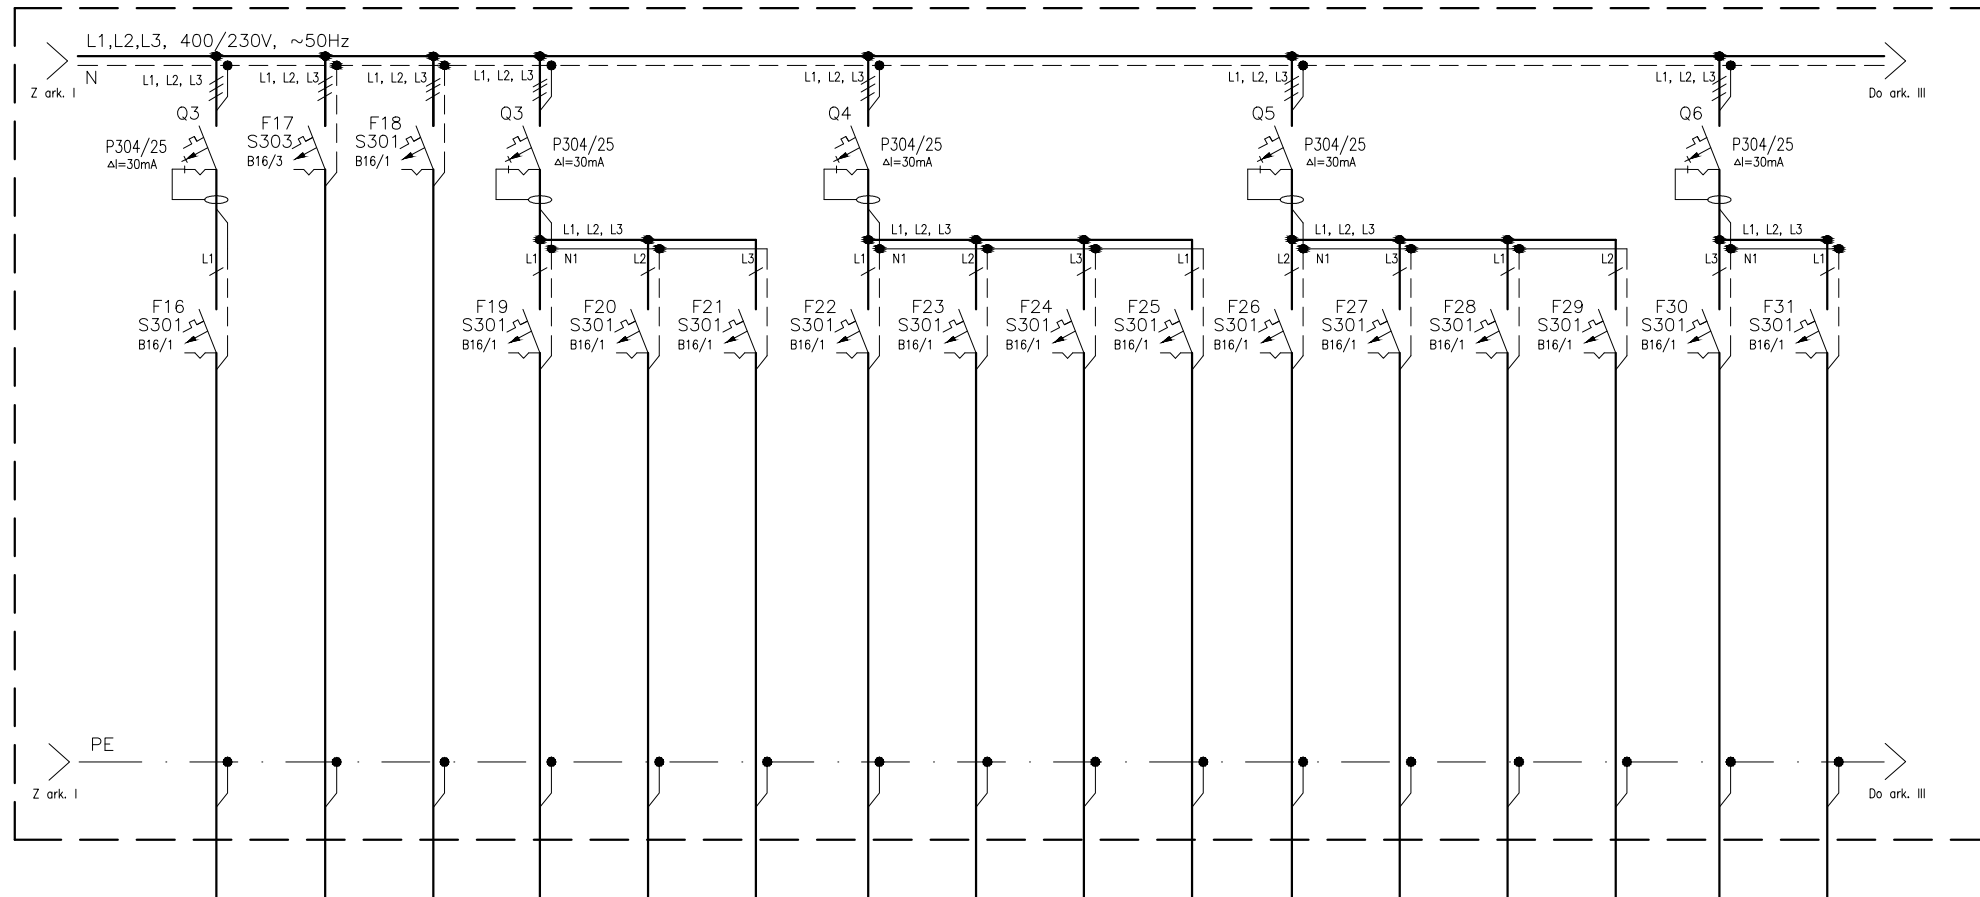 L1,L2,L3, 400/230V, ~50Hz
N
Z ark. I
Do ark. III
L1, L2, L3
L1, L2, L3
L1, L2, L3
L1, L2, L3
L1, L2, L3
L1, L2, L3
L1, L2, L3
Q3
P304/25
ΔI=30mA
F17
S303
B16/3
F18
S301
B16/1
Q3
P304/25
ΔI=30mA
Q4
P304/25
ΔI=30mA
Q5
P304/25
ΔI=30mA
Q6
P304/25
ΔI=30mA
L1, L2, L3
L1, L2, L3
L1, L2, L3
L1, L2, L3
L1
L1
N1
L2
L3
L1
N1
L2
L3
L1
L2
N1
L3
L1
L2
L3
N1
L1
F16
S301
B16/1
F19
S301
B16/1
F20
S301
B16/1
F21
S301
B16/1
F22
S301
B16/1
F23
S301
B16/1
F24
S301
B16/1
F25
S301
B16/1
F26
S301
B16/1
F27
S301
B16/1
F28
S301
B16/1
F29
S301
B16/1
F30
S301
B16/1
F31
S301
B16/1
PE
Z ark. I
Do ark. III